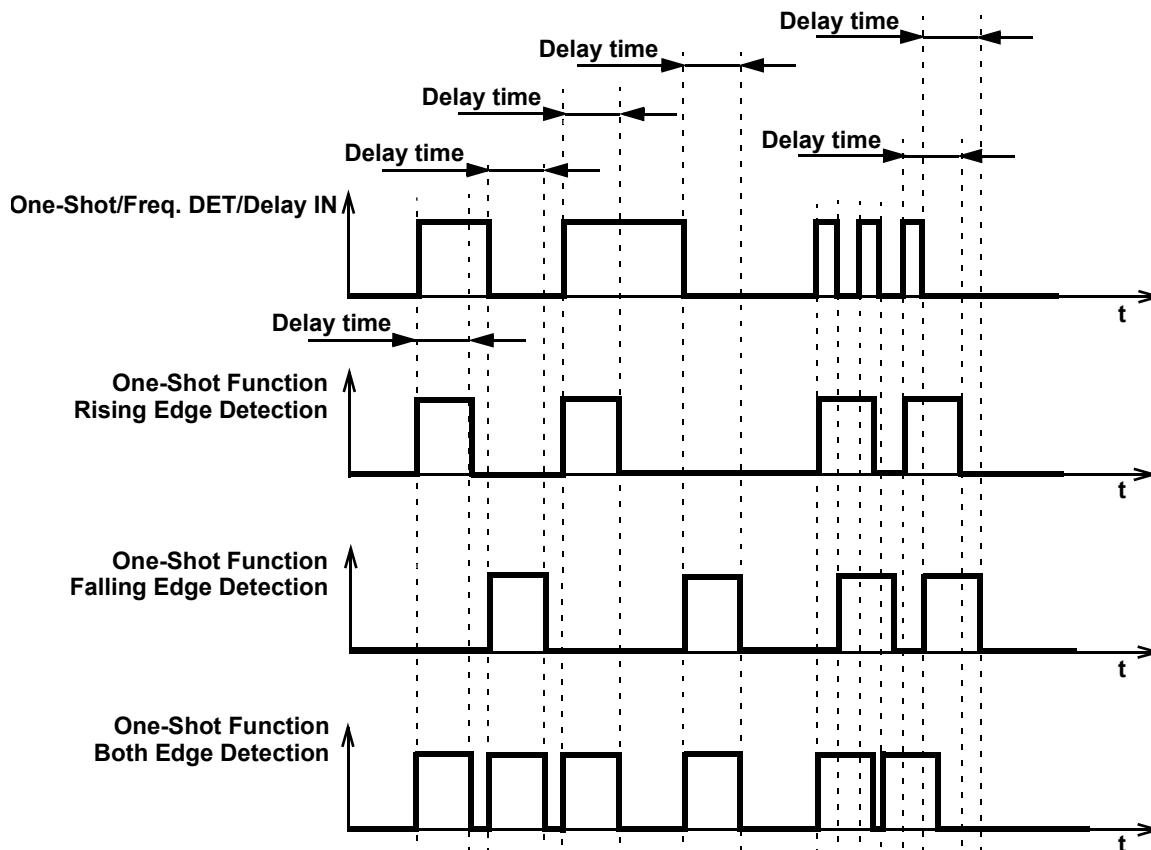 Delay time
Delay time
Delay time
Delay time
Delay time
One-Shot/Freq. DET/Delay IN
t
Delay time
One-Shot Function
Rising Edge Detection
t
One-Shot Function
Falling Edge Detection
t
One-Shot Function
Both Edge Detection
t